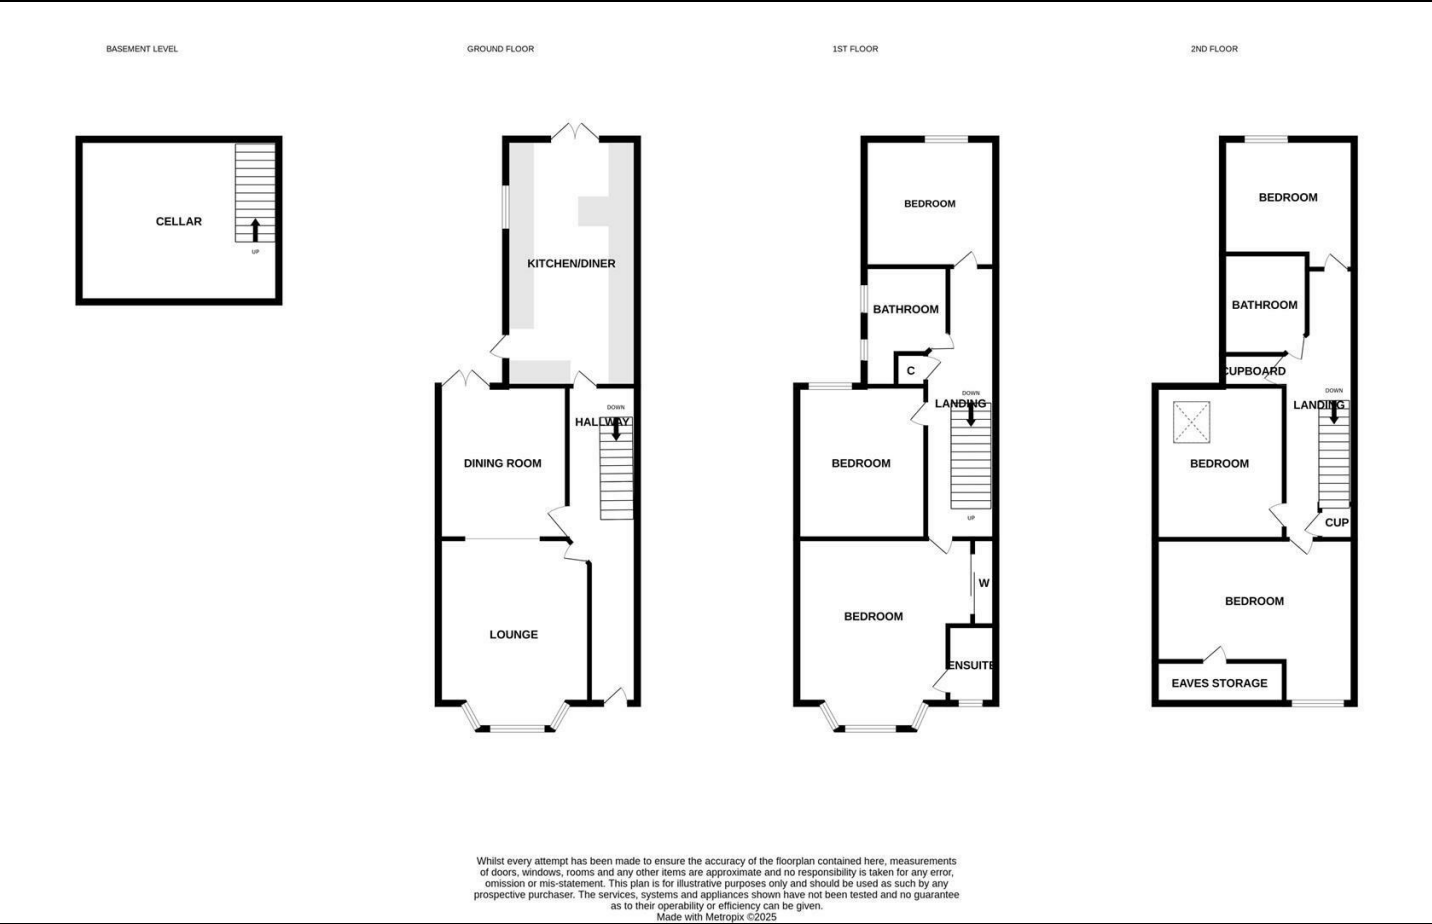 BASEMENT LEVEL
CELLAR
UP
GROUND FLOOR
KITCHEN/DINER
DOWN
HALLWAY
DINING ROOM
LOUNGE
1ST FLOOR
BEDROOM
BATHROOM
C
DOWN
LANDING
BEDROOM
UP
W
BEDROOM
ENSUITE
2ND FLOOR
BEDROOM
BATHROOM
CUPBOARD
DOWN
LANDING
BEDROOM
CUP
BEDROOM
EAVES STORAGE
Whilst every attempt has been made to ensure the accuracy of the floorplan contained here, measurements
of doors, windows, rooms and any other items are approximate and no responsibility is taken for any error,
omission or mis-statement. This plan is for illustrative purposes only and should be used as such by any
prospective purchaser. The services, systems and appliances shown have not been tested and no guarantee
as to their operability or efficiency can be given.
Made with Metropix ©2025